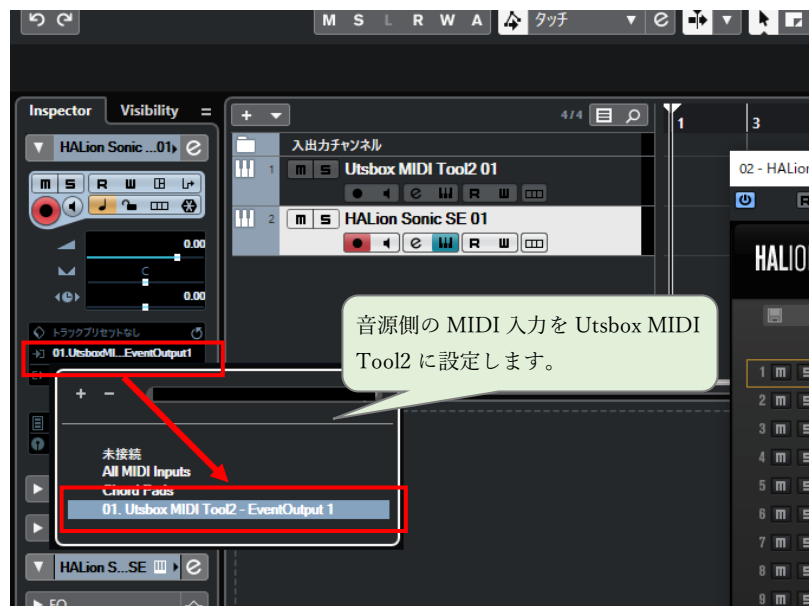 M S L R W A タッチ
Inspector Visibility
4/4
1
3
HALion Sonic ...01
入出力チャンネル
1 m S Utsbox MIDI Tool2 01
R W
02 - HALion
m S R W
2 m S HALion Sonic SE 01
R W
R
0.00
C
0.00
HALIO
トラックプリセットなし
01.UtsboxMI...EventOutput1
音源側の MIDI 入力を Utsbox MIDI
Tool2 に設定します。
+ −
未接続
All MIDI Inputs
Chord Pads
01. Utsbox MIDI Tool2 - EventOutput 1
HALion S...SE
EQ
1 m S
2 m S
3 m S
4 m S
5 m S
6 m S
7 m S
8 m S
9 m S